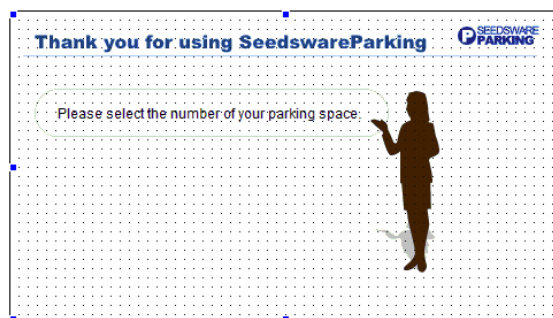 Thank you for using SeedswareParking
SEEDSWARE
PARKING
Please select the number of your parking space.